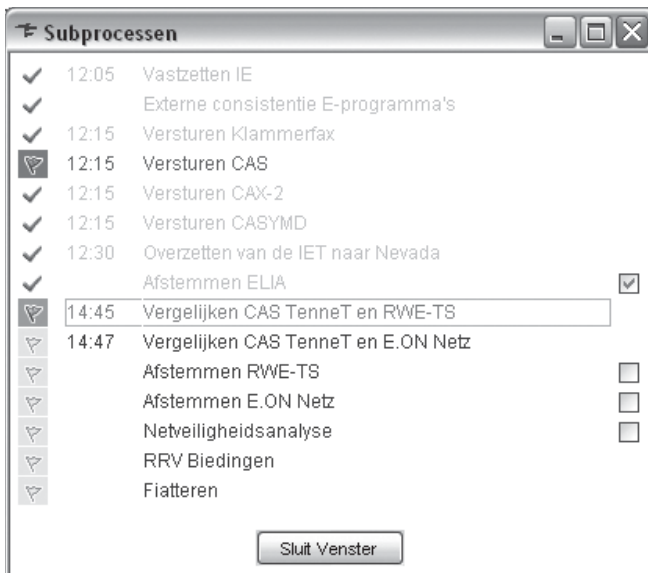 Subprocessen
12:05 Vastzetten IE
Externe consistentie E-programma's
12:15 Versturen Klammerfax
12:15 Versturen CAS
12:15 Versturen CAX-2
12:15 Versturen CASYMD
12:30 Overzetten van de IET naar Nevada
Afstemmen ELIA
14:45 Vergelijken CAS TenneT en RWE-TS
14:47 Vergelijken CAS TenneT en E.ON Netz
Afstemmen RWE-TS
Afstemmen E.ON Netz
Netveiligheidsanalyse
RRV Biedingen
Fiatteren
Sluit Venster